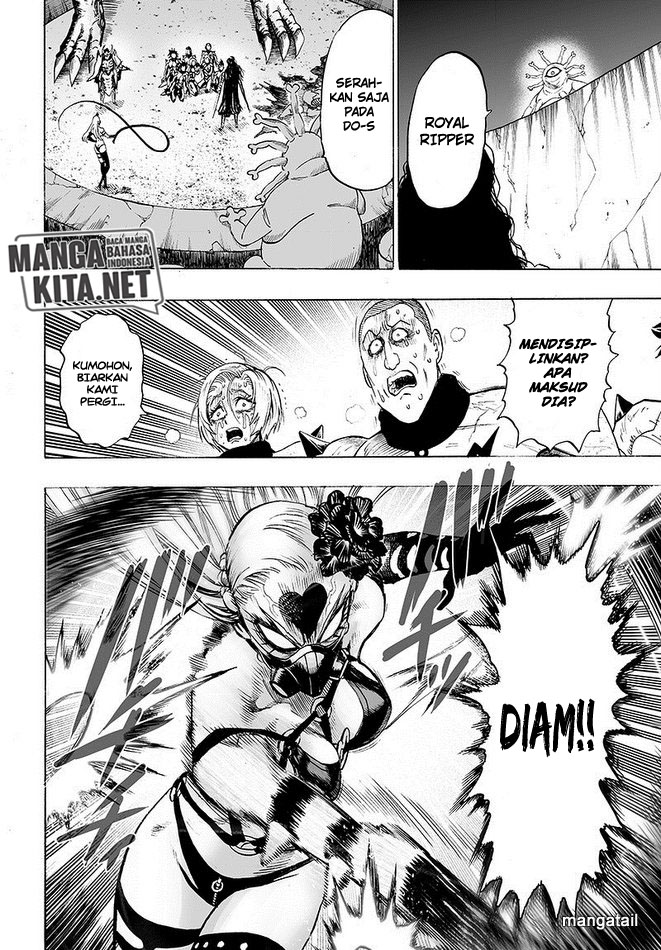 ROYAL
RIPPER
SERAH-
KAN SAJA
PADA
DO-S
MANGA
BACA MANGA
BAHASA
INDONESIA
KITA.NET
MENDISIP-
LINKAN?
APA
MAKSUD
DIA?
KUMOHON,
BIARKAN
KAMI
PERGI...
DIAM!!
mangatail